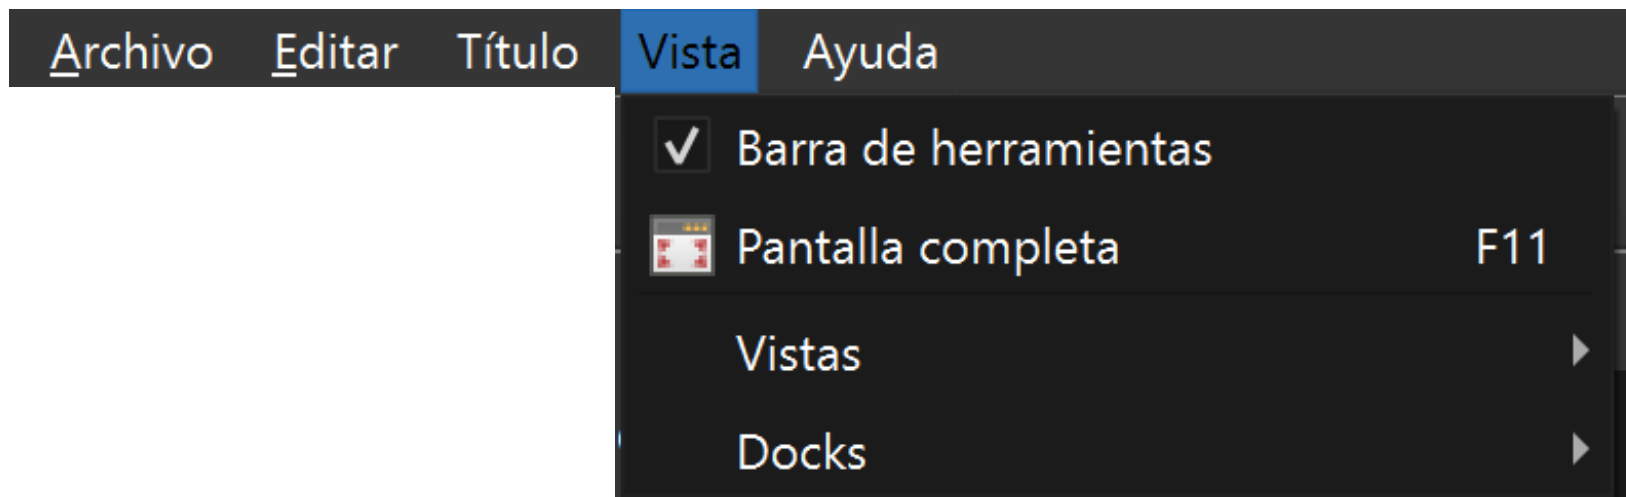 Archivo Editar Título Vista Ayuda
Barra de herramientas
Pantalla completa F11
Vistas
Docks